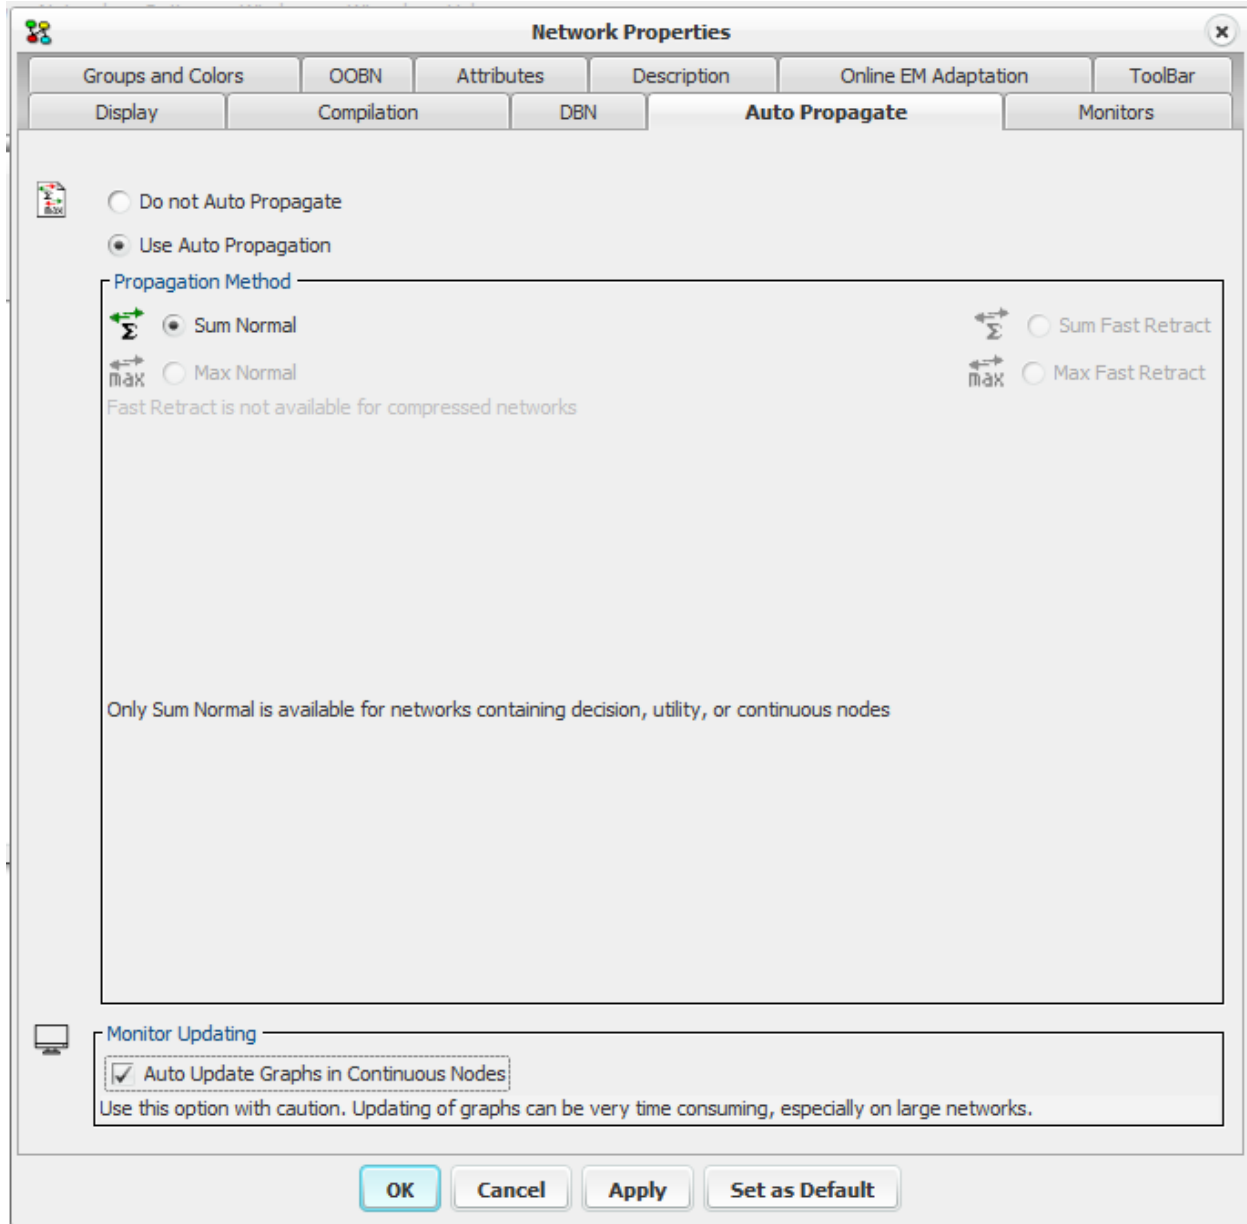 Network Properties
Groups and Colors OOBN Attributes Description Online EM Adaptation ToolBar
Display Compilation DBN Auto Propagate Monitors
Do not Auto Propagate
Use Auto Propagation
Propagation Method
Σ Sum Normal Σ Sum Fast Retract
max Max Normal max Max Fast Retract
Fast Retract is not available for compressed networks
Only Sum Normal is available for networks containing decision, utility, or continuous nodes
Monitor Updating
Auto Update Graphs in Continuous Nodes
Use this option with caution. Updating of graphs can be very time consuming, especially on large networks.
OK Cancel Apply Set as Default